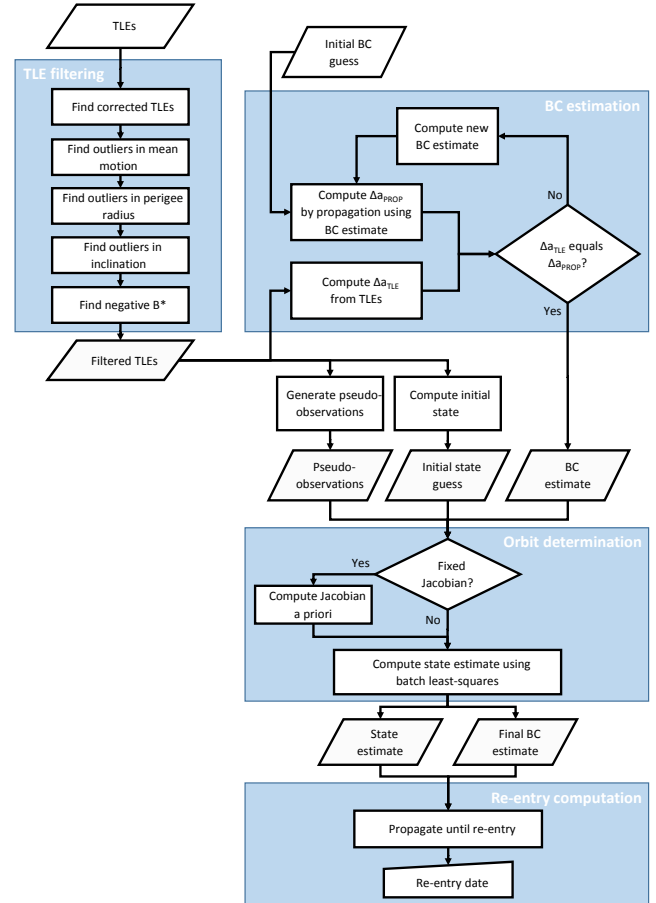 TLEs
Initial BC
guess
TLE filtering
Find corrected TLEs
Find outliers in mean
motion
Find outliers in perigee
radius
Find outliers in
inclination
Find negative B*
Filtered TLEs
BC estimation
Compute new
BC estimate
No
Compute ΔaPROP
by propagation using
BC estimate
ΔaTLE equals
ΔaPROP?
Compute ΔaTLE
from TLEs
Yes
Generate pseudo-
observations
Compute initial
state
Pseudo-
observations
Initial state
guess
BC
estimate
Orbit determination
Yes
Fixed
Jacobian?
Compute Jacobian
a priori
No
Compute state estimate using
batch least-squares
State
estimate
Final BC
estimate
Re-entry computation
Propagate until re-entry
Re-entry date